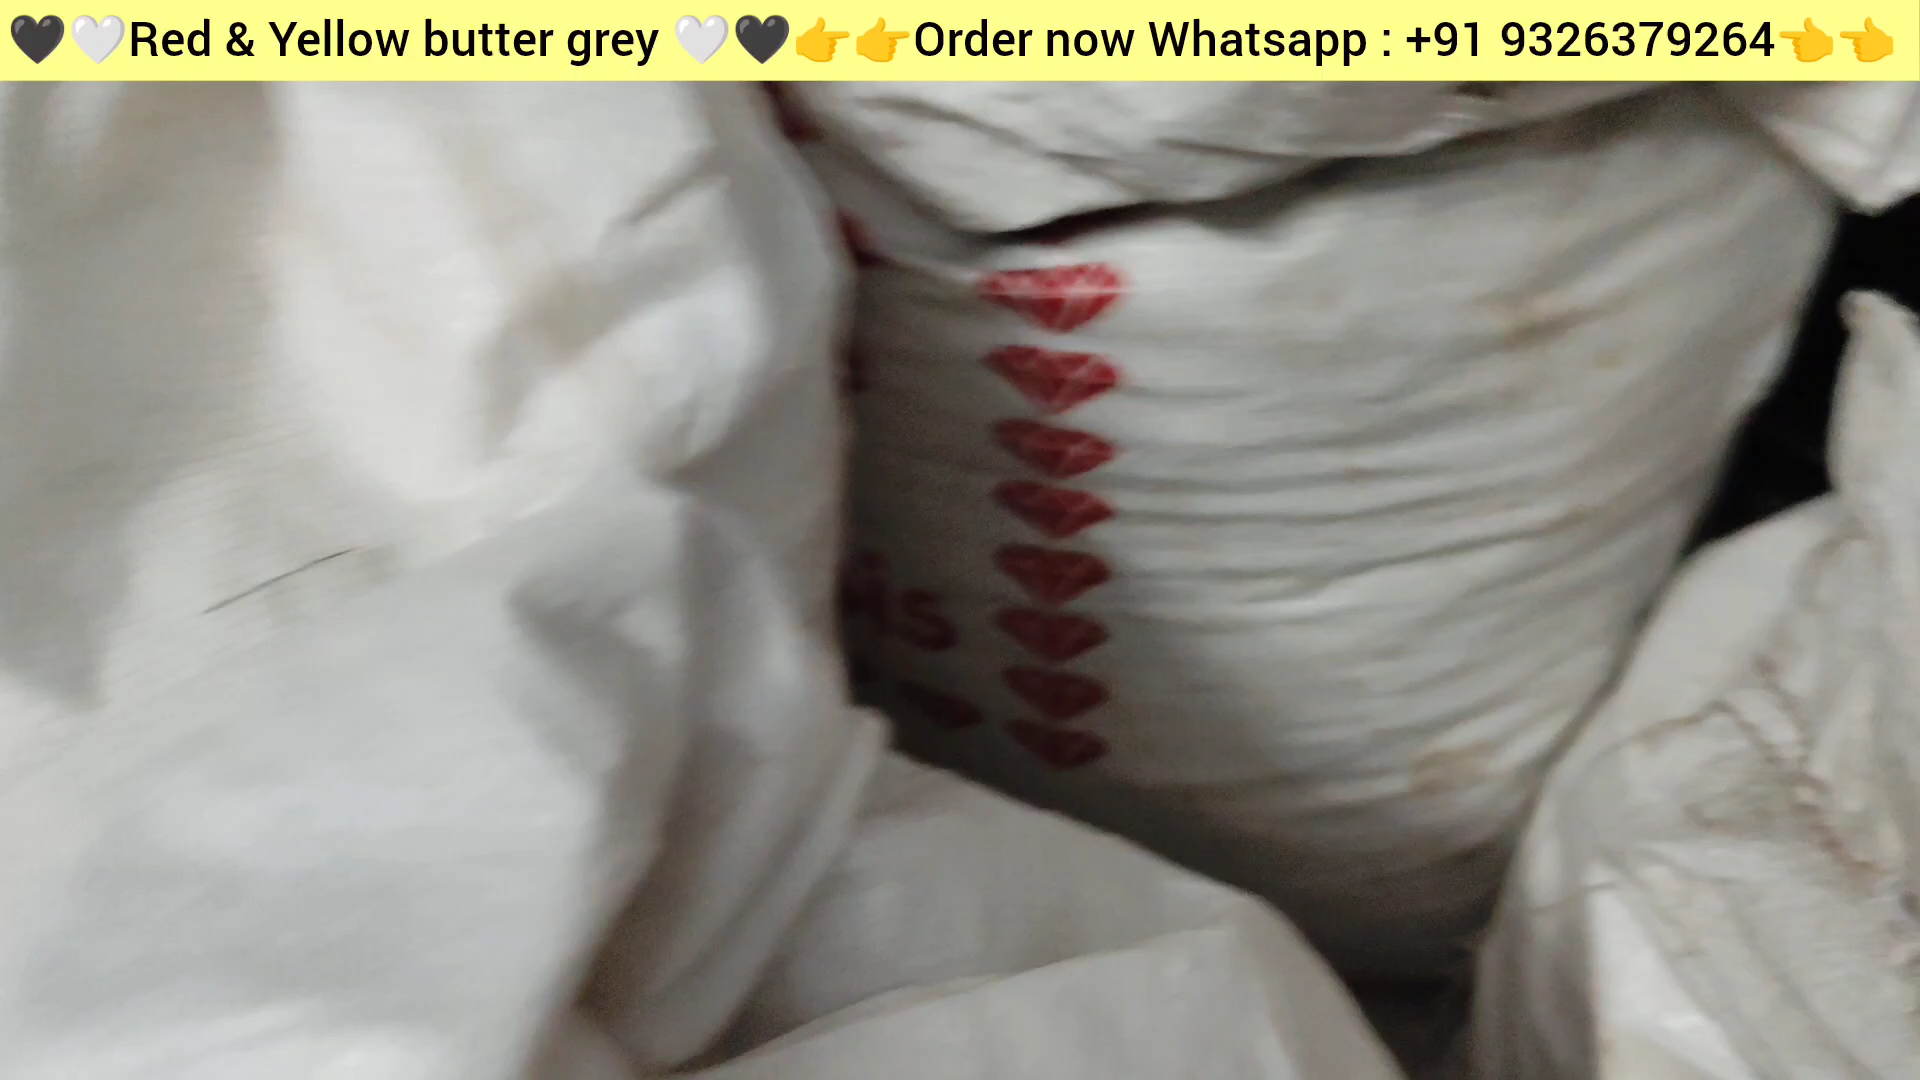 🖤🤍Red & Yellow butter grey 🤍🖤👉👉Order now Whatsapp : +91 9326379264👈👈